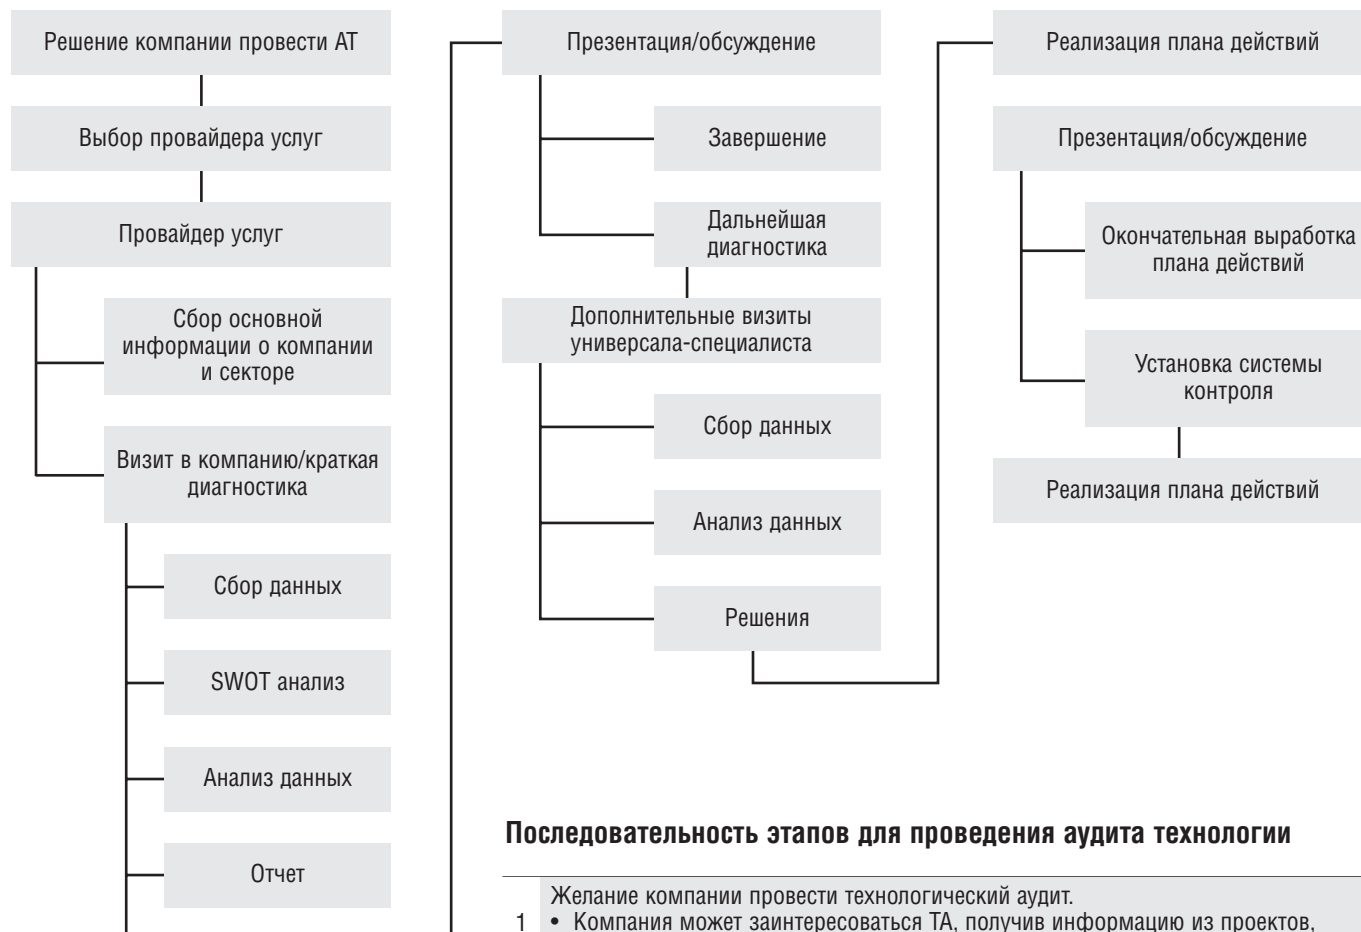 Решение компании провести АТ
Выбор провайдера услуг
Провайдер услуг
Сбор основной
информации о компании
и секторе
Визит в компанию/краткая
диагностика
Сбор данных
SWOT анализ
Анализ данных
Отчет
Презентация/обсуждение
Завершение
Дальнейшая
диагностика
Дополнительные визиты
универсала-специалиста
Сбор данных
Анализ данных
Решения
Реализация плана действий
Презентация/обсуждение
Окончательная выработка
плана действий
Установка системы
контроля
Реализация плана действий
Последовательность этапов для проведения аудита технологии
Желание компании провести технологический аудит.
1 • Компания может заинтересоваться ТА, получив информацию из проектов,